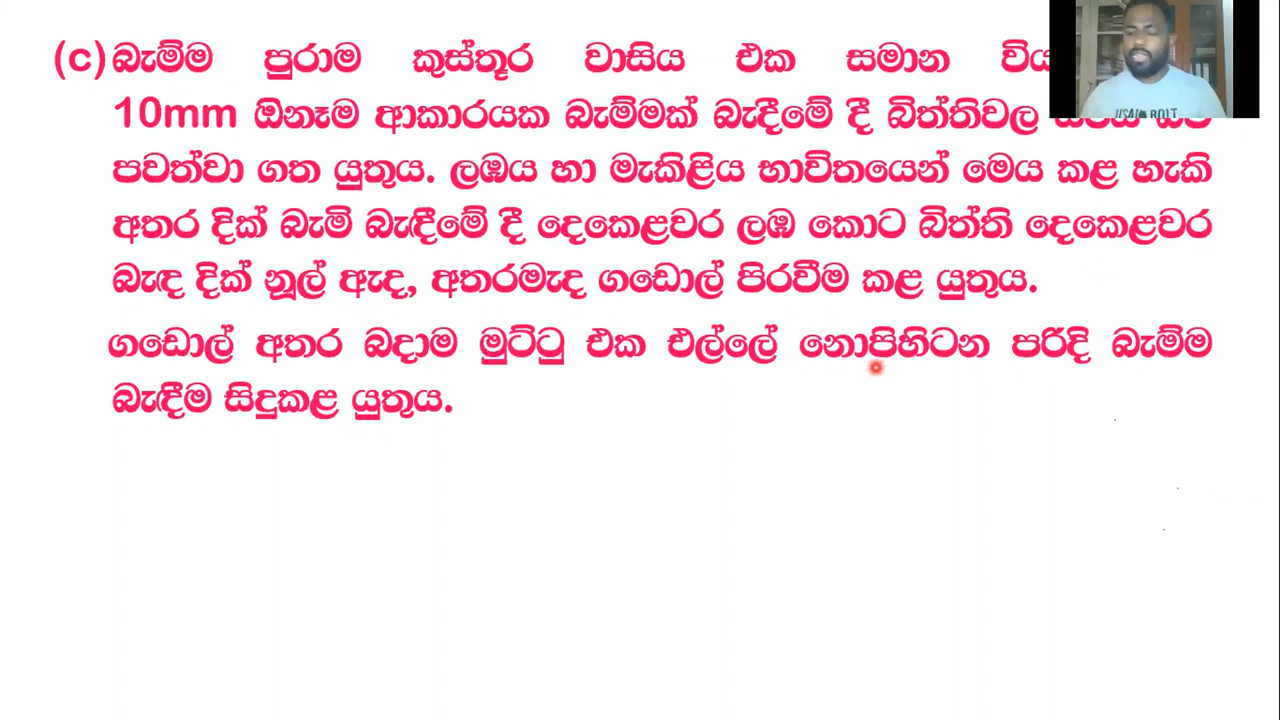 (c) බැම්ම පුරාම කුස්තූර වාසිය එක සමාන
10mm ඕනෑම ආකාරයක බැම්මක් බැදීමේ දී බිත්තිවල
පවත්වා ගත යුතුය. ලඹය හා මැකිළිය භාවිතයෙන් මෙය කළ හැකි
අතර දික් බැමි බැඳීමේ දී දෙකෙළවර ලඹ කොට බිත්ති දෙකෙළවර
බැඳ දික් නූල් ඇද, අතරමැද ගඩොල් පිරවීම කළ යුතුය.
ගඩොල් අතර බදාම මුට්ටු එක එල්ලේ නොපිහිටන පරිදි බැම්ම
බැඳීම සිදුකළ යුතුය.